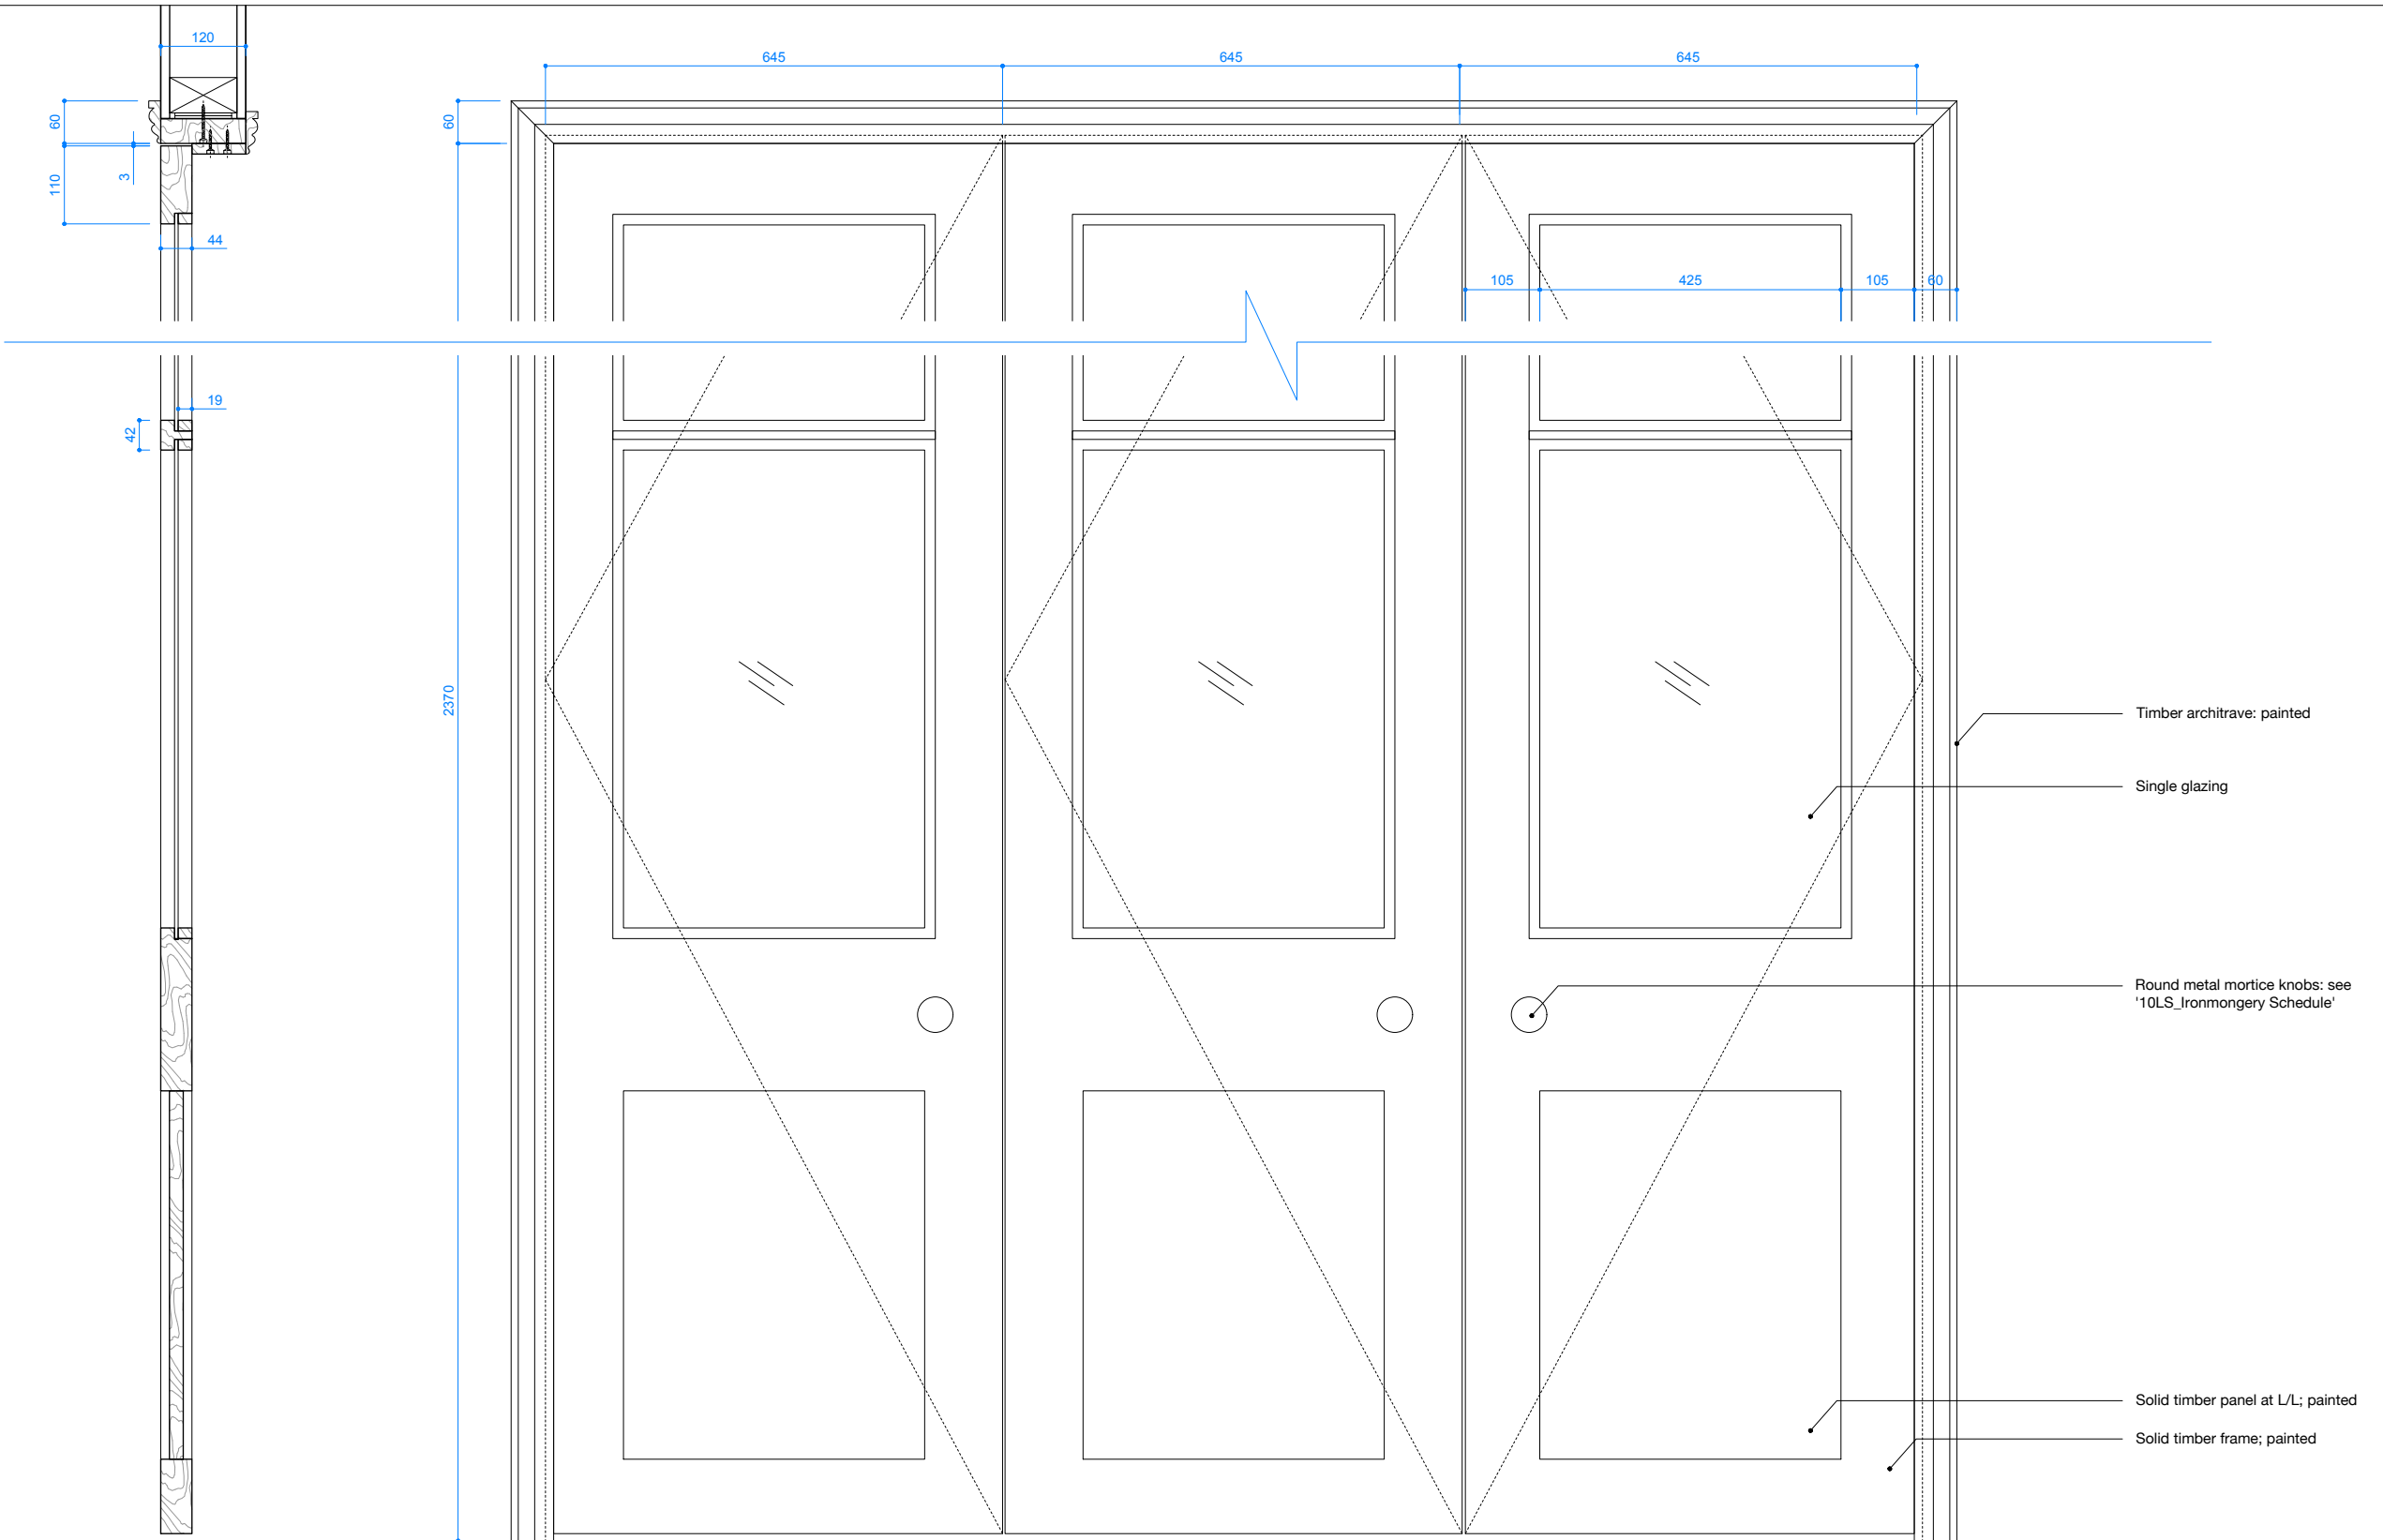 120
645
645
645
60
60
110
3
44
105
425
105
60
19
42
2370
Timber architrave: painted
Single glazing
Round metal mortice knobs: see
'10LS_Ironmongery Schedule'
Solid timber panel at L/L; painted
Solid timber frame; painted